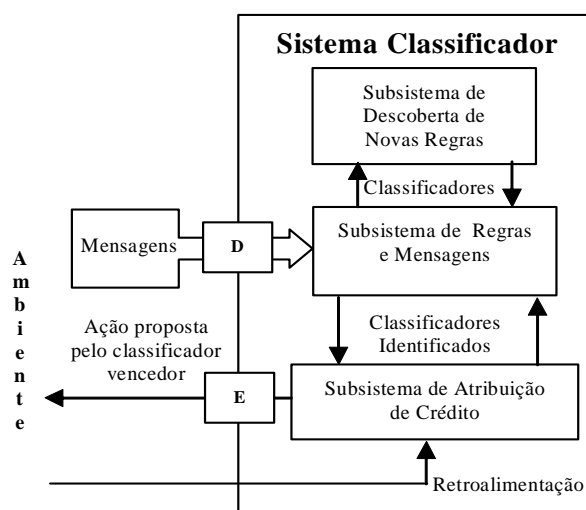 Sistema Classificador
Subsistema de
Descoberta de
Novas Regras
Classificadores
Mensagens
D
Subsistema de Regras
e Mensagens
Ambiente
Ação proposta
pelo classificador
vencedor
Classificadores
Identificados
E
Subsistema de Atribuição
de Crédito
Retroalimentação